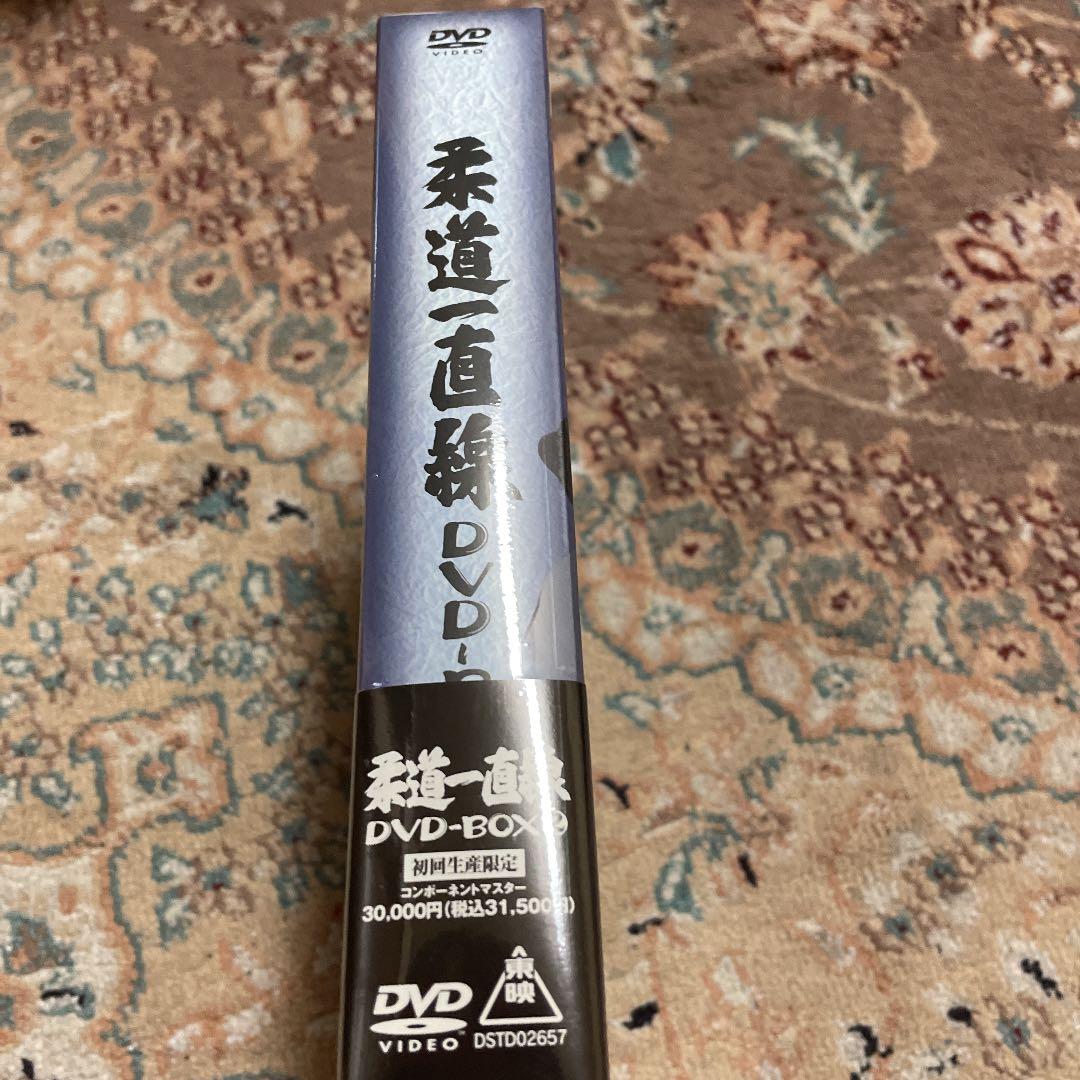 DVD
VIDEO
柔道一直線
DVD-B
柔道一直線
DVD-BOX②
初回生産限定
コンポーネントマスター
30,000円(税込31,500円)
DVD
VIDEO™
東映
DSTD02657